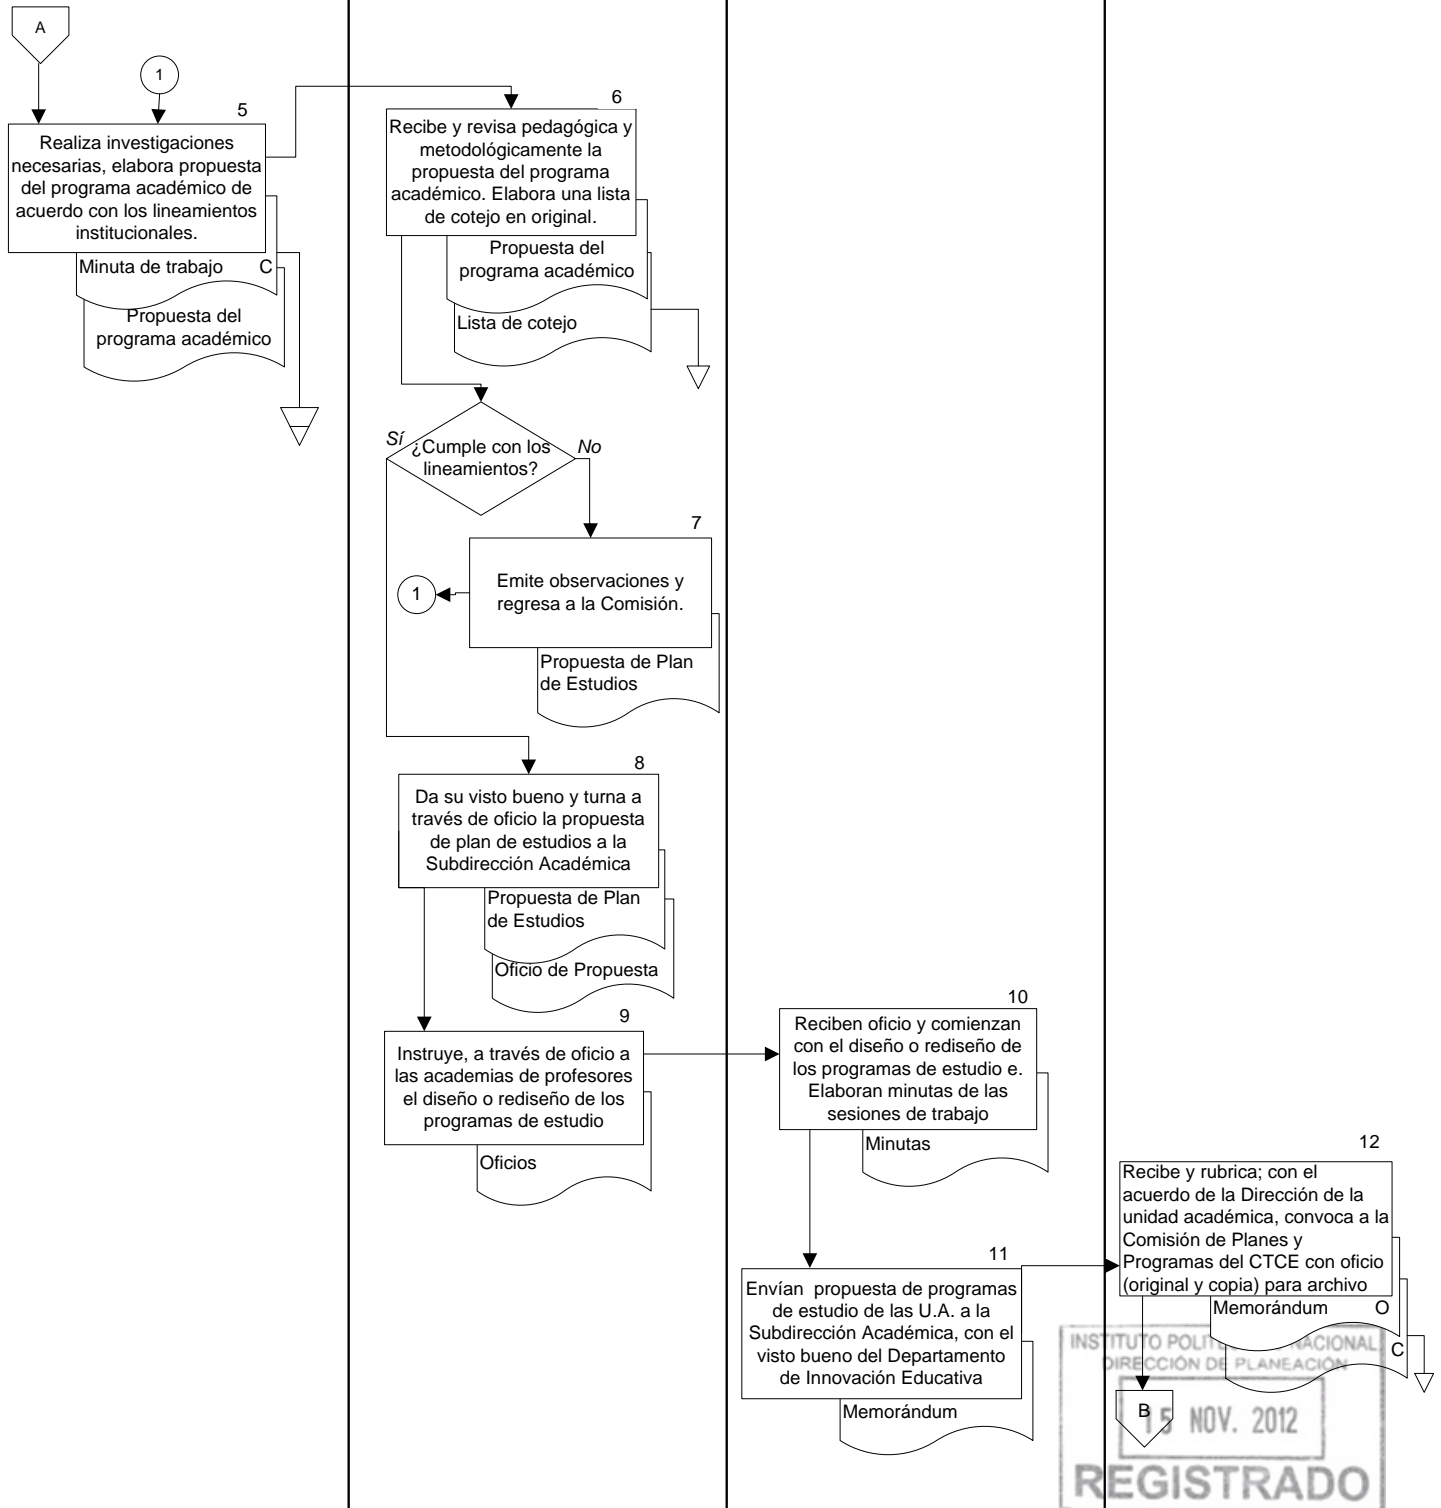 A
1
5
Realiza investigaciones
necesarias, elabora propuesta
del programa académico de
acuerdo con los lineamientos
institucionales.
Minuta de trabajo C
Propuesta del
programa académico
6
Recibe y revisa pedagógica y
metodológicamente la
propuesta del programa
académico. Elabora una lista
de cotejo en original.
Propuesta del
programa académico
Lista de cotejo
Sí
¿Cumple con los
lineamientos?
No
7
Emite observaciones y
regresa a la Comisión.
1
Propuesta de Plan
de Estudios
8
Da su visto bueno y turna a
través de oficio la propuesta
de plan de estudios a la
Subdirección Académica
Propuesta de Plan
de Estudios
Oficio de Propuesta
9
Instruye, a través de oficio a
las academias de profesores
el diseño o rediseño de los
programas de estudio
Oficios
10
Reciben oficio y comienzan
con el diseño o rediseño de
los programas de estudio e.
Elaboran minutas de las
sesiones de trabajo
Minutas
11
Envían propuesta de programas
de estudio de las U.A. a la
Subdirección Académica, con el
visto bueno del Departamento
de Innovación Educativa
Memorándum
12
Recibe y rubrica; con el
acuerdo de la Dirección de la
unidad académica, convoca a la
Comisión de Planes y
Programas del CTCE con oficio
(original y copia) para archivo
Memorándum O
C
B
INSTITUTO NACIONAL
DIRECCIÓN DE PLANEACIÓN
15 NOV. 2012
REGISTRADO